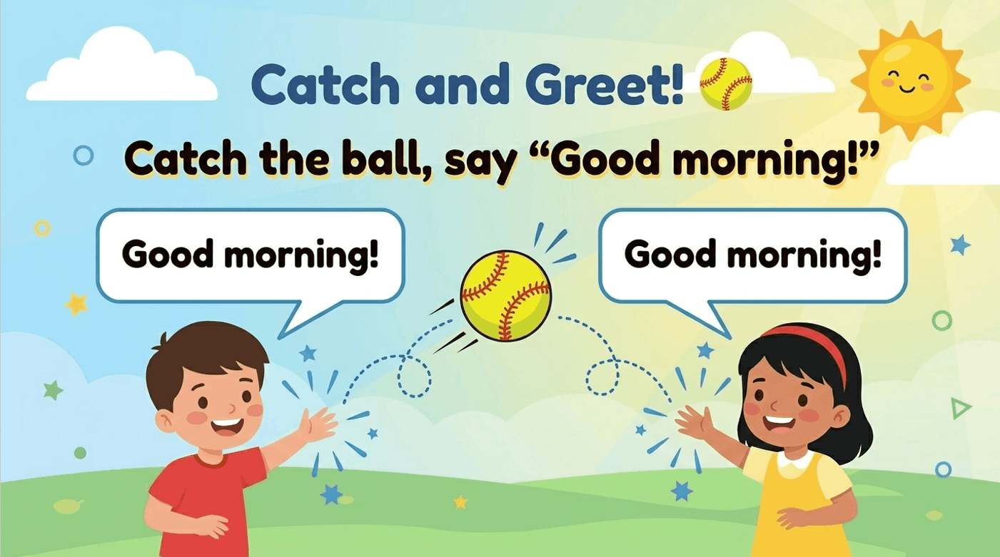 Catch and Greet!
Catch the ball, say “Good morning!”
Good morning!
Good morning!